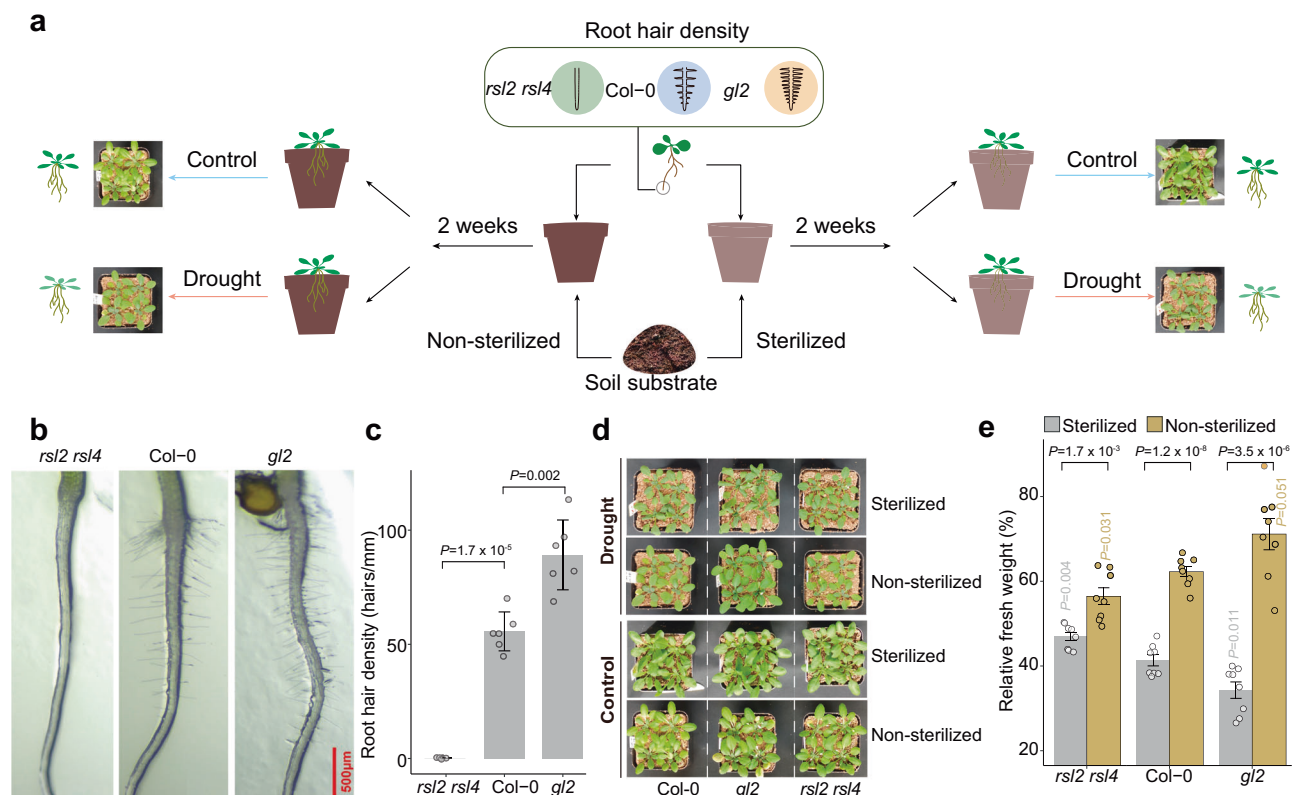 a
Root hair density
rsl2 rsl4
Col−0
gl2
Control
Drought
2 weeks
Non-sterilized
Soil substrate
Sterilized
2 weeks
Control
Drought
b
rsl2 rsl4
Col−0
gl2
500µm
c
Root hair density (hairs/mm)
100
50
0
P=1.7 x 10-5
P=0.002
rsl2 rsl4
Col−0
gl2
d
Drought
Control
Sterilized
Non-sterilized
Sterilized
Non-sterilized
Col-0
gl2
rsl2 rsl4
e
Sterilized
Non-sterilized
Relative fresh weight (%)
80
60
40
20
P=1.7 x 10-3
P=1.2 x 10-8
P=3.5 x 10-6
P=0.004
P=0.031
P=0.011
P=0.051
rsl2 rsl4
Col−0
gl2